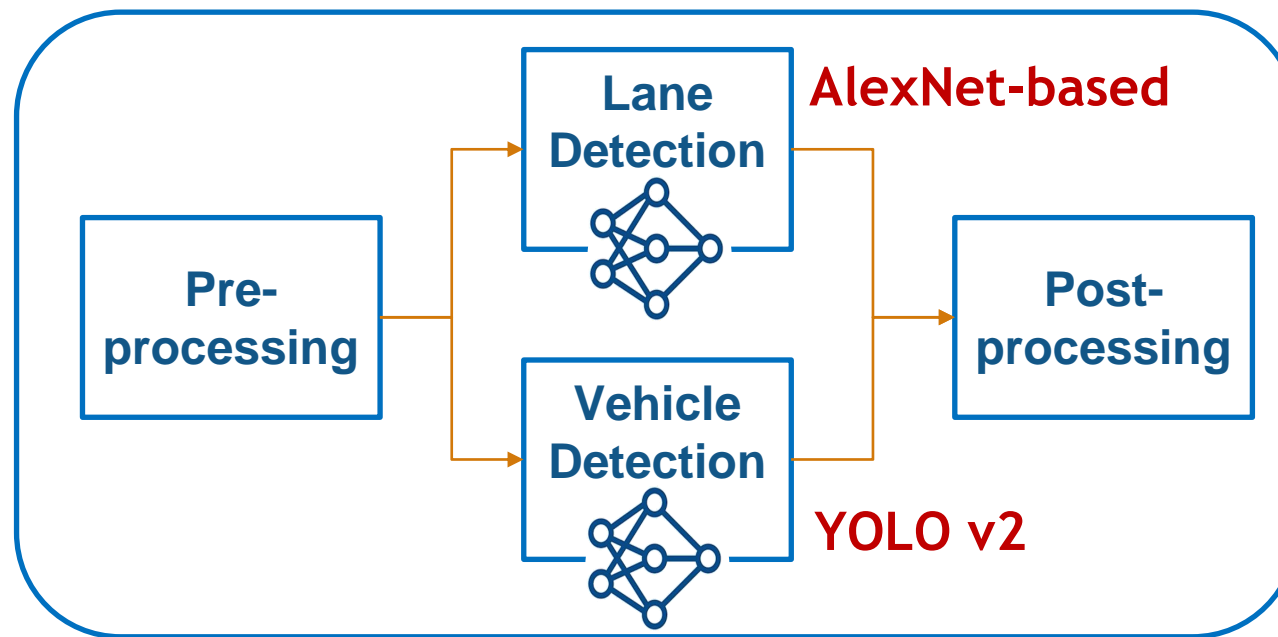 Lane
Detection
AlexNet-based
Pre-
processing
Vehicle
Detection
YOLO v2
Post-
processing